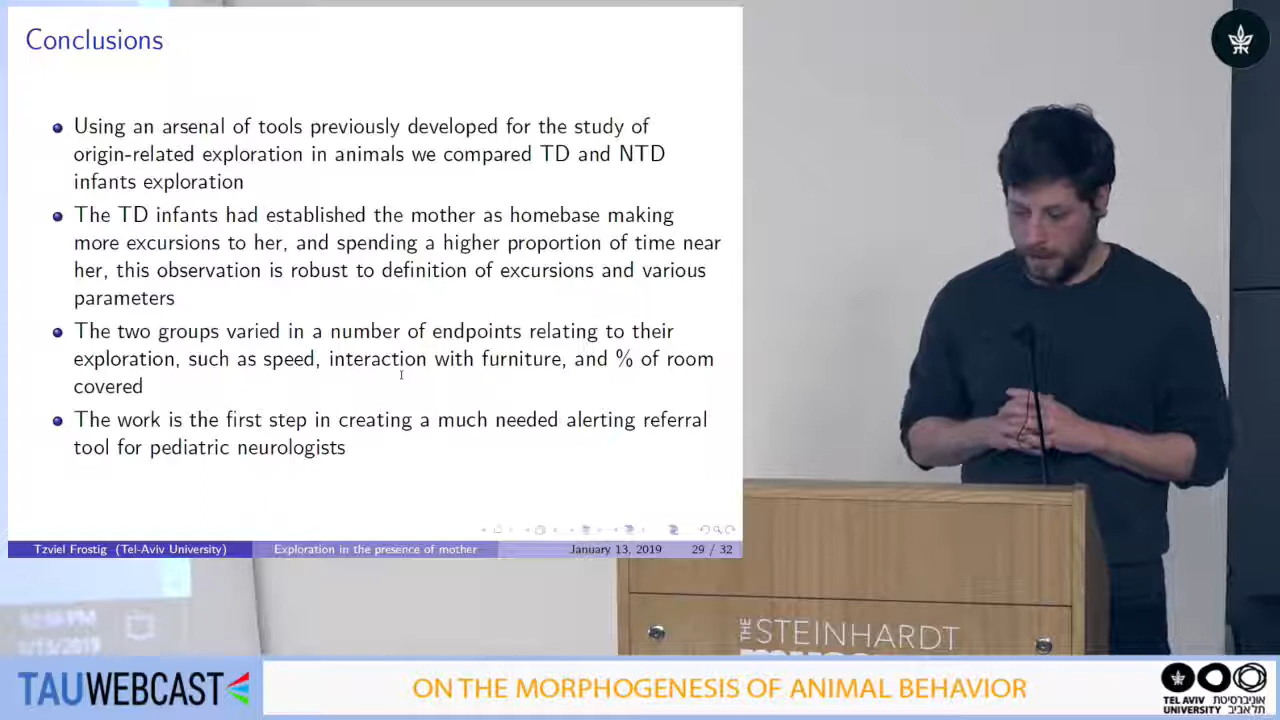 Conclusions
Using an arsenal of tools previously developed for the study of
origin-related exploration in animals we compared TD and NTD
infants exploration
The TD infants had established the mother as homebase making
more excursions to her, and spending a higher proportion of time near
her, this observation is robust to definition of excursions and various
parameters
The two groups varied in a number of endpoints relating to their
exploration, such as speed, interaction with furniture, and % of room
covered
The work is the first step in creating a much needed alerting referral
tool for pediatric neurologists
Tzviel Frostig (Tel-Aviv University) Exploration in the presence of mother January 13, 2019 29 / 32
THE STEINHARDT
TAUWEBCAST
ON THE MORPHOGENESIS OF ANIMAL BEHAVIOR
TEL AVIV אוניברסיטת
UNIVERSITY תל אביב